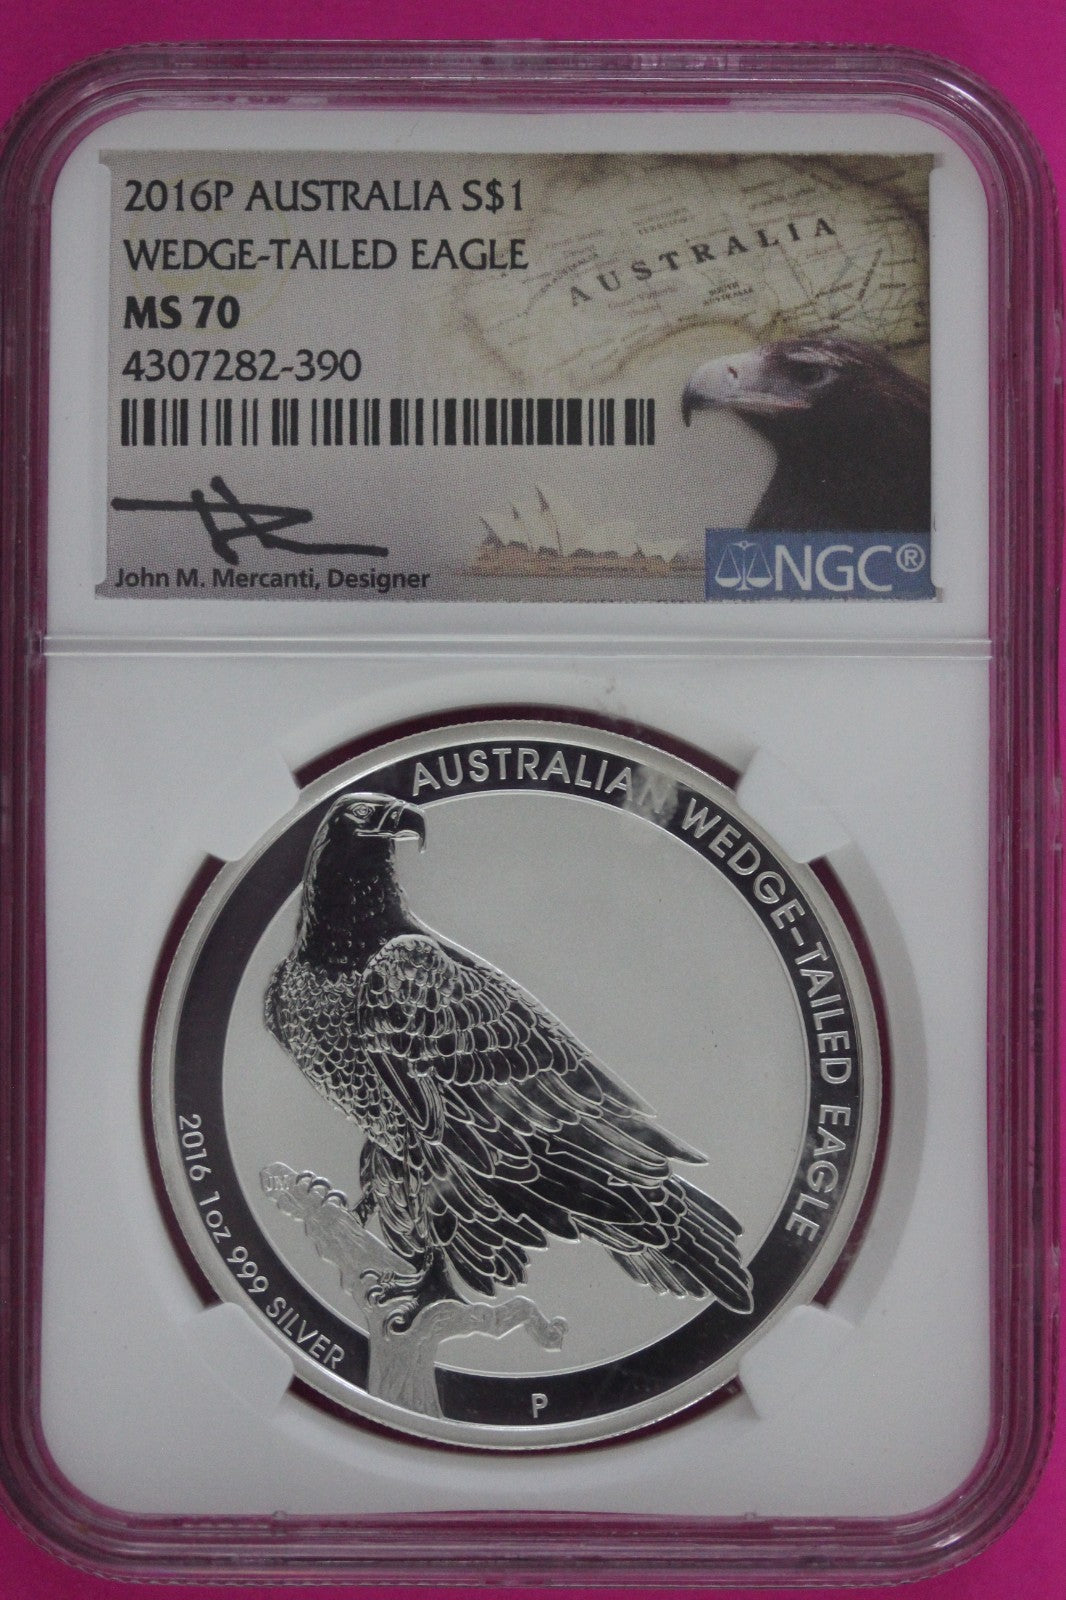 2016P AUSTRALIA S$1
WEDGE-TAILED EAGLE
MS 70
4307282-390
AUSTRALIA
John M. Mercanti, Designer
NGC®
AUSTRALIAN WEDGE-TAILED EAGLE
JM
2016 1oz 999 SILVER
P